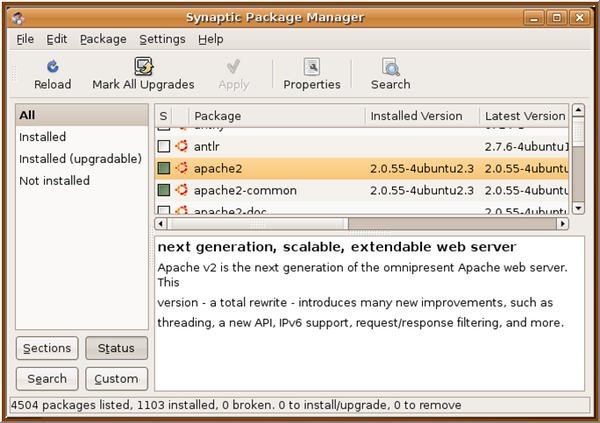 Synaptic Package Manager
File Edit Package Settings Help
Reload Mark All Upgrades Apply Properties Search
All
Installed
Installed (upgradable)
Not installed
S Package Installed Version Latest Version
antlr 2.7.6-4ubuntu1
apache2 2.0.55-4ubuntu2.3 2.0.55-4ubuntu
apache2-common 2.0.55-4ubuntu2.3 2.0.55-4ubuntu
apache2-doc 2.0.55-4ubuntu
next generation, scalable, extendable web server
Apache v2 is the next generation of the omnipresent Apache web server.
This
version - a total rewrite - introduces many new improvements, such as
threading, a new API, IPv6 support, request/response filtering, and more.
Sections Status
Search Custom
4504 packages listed, 1103 installed, 0 broken. 0 to install/upgrade, 0 to remove